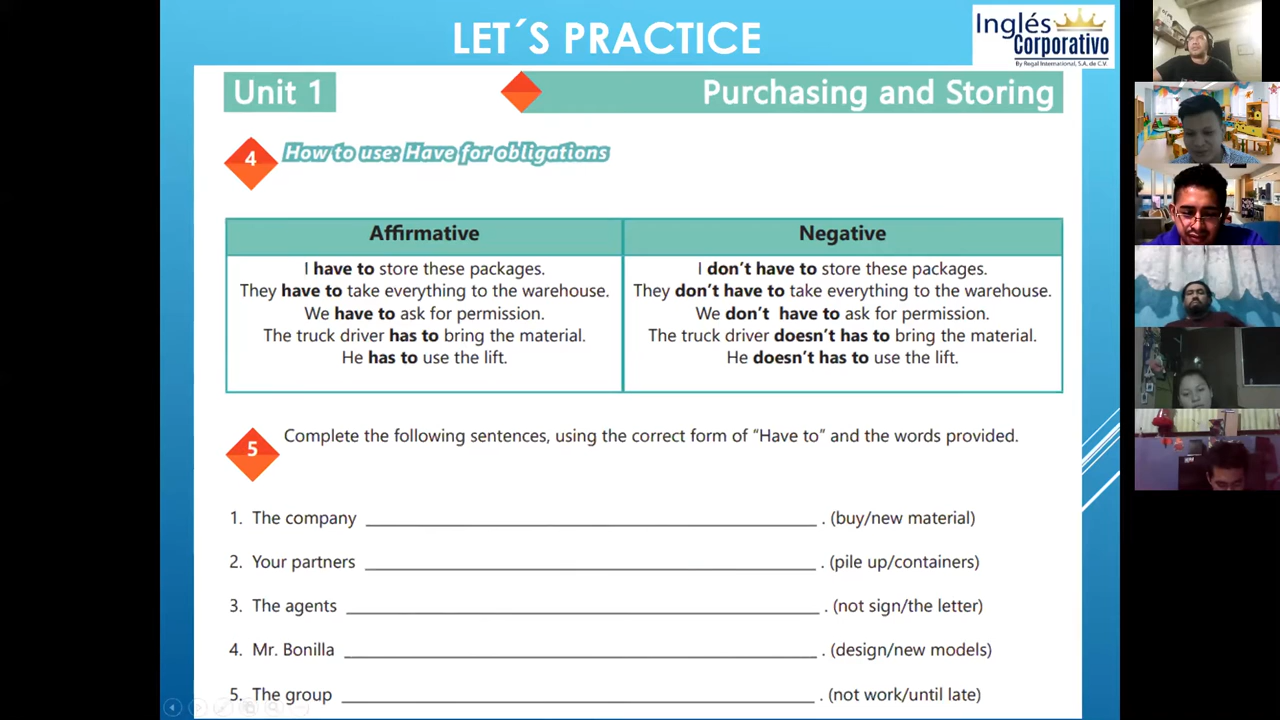 LET´S PRACTICE
Inglés
Corporativo
By Regal International, S.A. de C.V.
Unit 1
Purchasing and Storing
4
How to use: Have for obligations
Affirmative
Negative
I have to store these packages.
They have to take everything to the warehouse.
We have to ask for permission.
The truck driver has to bring the material.
He has to use the lift.
I don't have to store these packages.
They don't have to take everything to the warehouse.
We don't  have to ask for permission.
The truck driver doesn't has to bring the material.
He doesn't has to use the lift.
5
Complete the following sentences, using the correct form of “Have to” and the words provided.
1. The company ____________________ . (buy/new material)
2. Your partners ____________________ . (pile up/containers)
3. The agents ____________________ . (not sign/the letter)
4. Mr. Bonilla ____________________ . (design/new models)
5. The group ____________________ . (not work/until late)